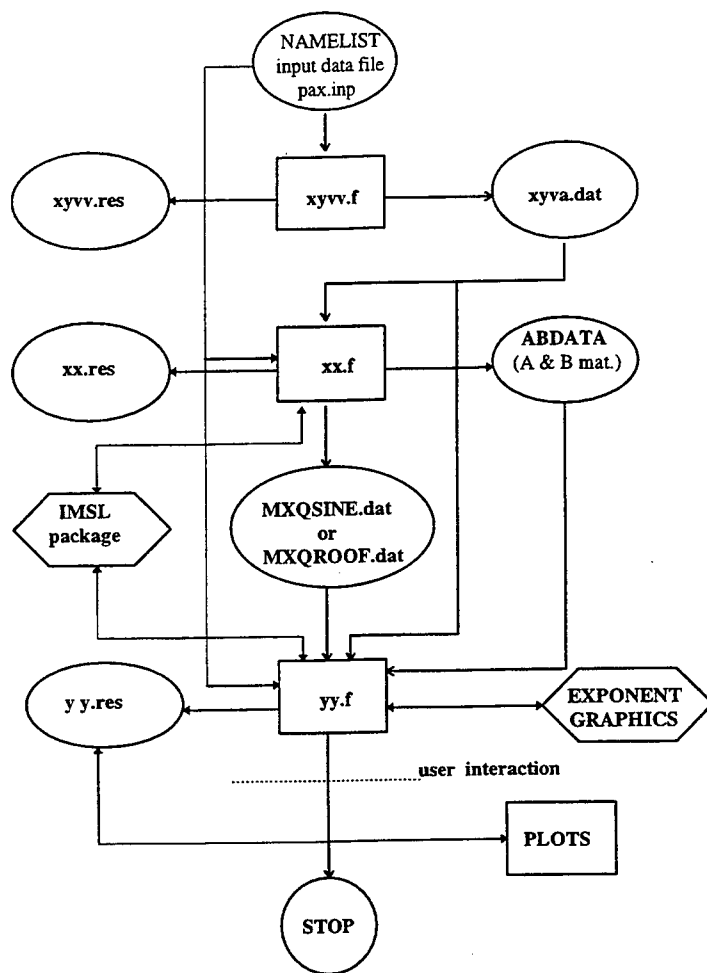 NAMELIST
input data file
pax.inp
xyvv.res
xyvv.f
xyva.dat
xx.res
xx.f
ABDATA
(A & B mat.)
IMSL
package
MXQSINE.dat
or
MXQROOF.dat
y y.res
yy.f
EXPONENT
GRAPHICS
user interaction
PLOTS
STOP